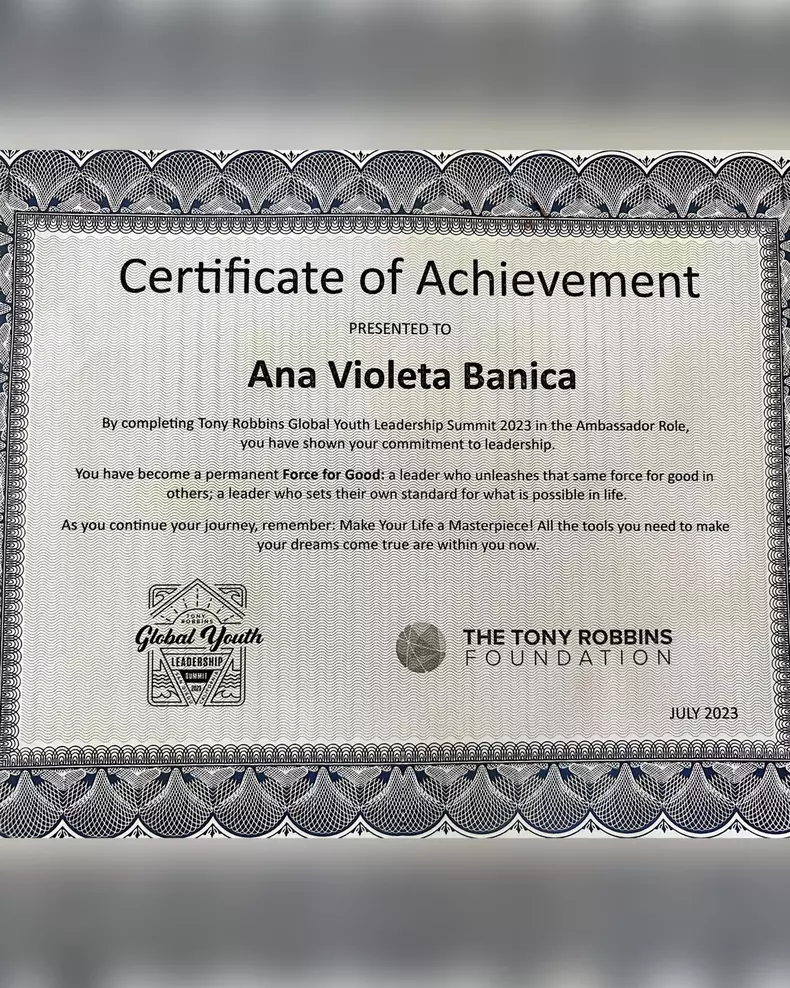 Certificate of Achievement
PRESENTED TO
Ana Violeta Banica
By completing Tony Robbins Global Youth Leadership Summit 2023 in the Ambassador Role,
you have shown your commitment to leadership.
You have become a permanent Force for Good: a leader who unleashes that same force for good in
others; a leader who sets their own standard for what is possible in life.
As you continue your journey, remember: Make Your Life a Masterpiece! All the tools you need to make
your dreams come true are within you now.
TONY
ROBBINS
Global Youth
LEADERSHIP
SUMMIT
2023
THE TONY ROBBINS
FOUNDATION
JULY 2023